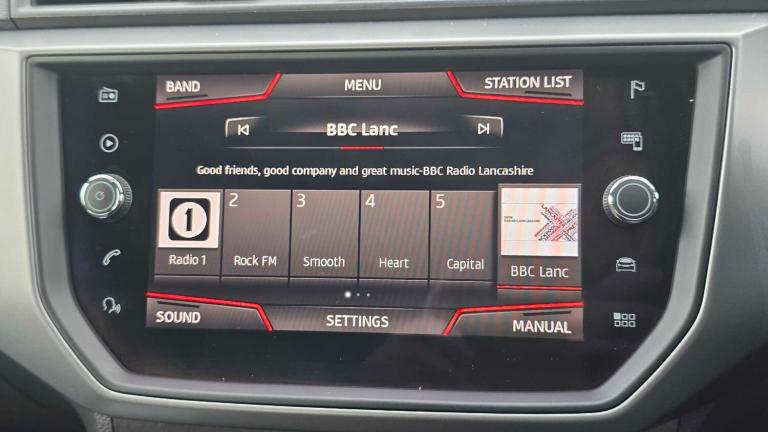 BAND
MENU
STATION LIST
BBC Lanc
Good friends, good company and great music-BBC Radio Lancashire
1
2
3
4
5
Radio 1
Rock FM
Smooth
Heart
Capital
BBC Lanc
SOUND
SETTINGS
MANUAL